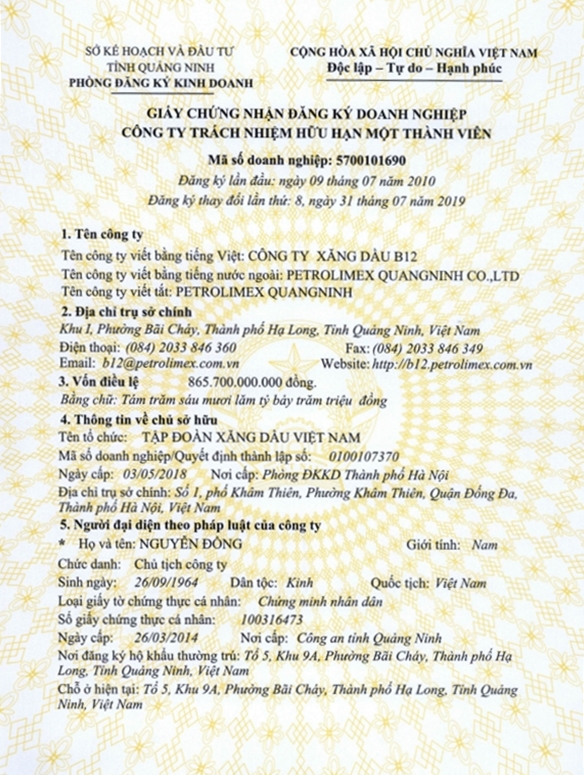 SỞ KẾ HOẠCH VÀ ĐẦU TƯ
TỈNH QUẢNG NINH
PHÒNG ĐĂNG KÝ KINH DOANH
CỘNG HÒA XÃ HỘI CHỦ NGHĨA VIỆT NAM
Độc lập – Tự do – Hạnh phúc
GIẤY CHỨNG NHẬN ĐĂNG KÝ DOANH NGHIỆP
CÔNG TY TRÁCH NHIỆM HỮU HẠN MỘT THÀNH VIÊN
Mã số doanh nghiệp: 5700101690
Đăng ký lần đầu: ngày 09 tháng 07 năm 2010
Đăng ký thay đổi lần thứ: 8, ngày 31 tháng 07 năm 2019
1. Tên công ty
Tên công ty viết bằng tiếng Việt: CÔNG TY XĂNG DẦU B12
Tên công ty viết bằng tiếng nước ngoài: PETROLIMEX QUANGNINH CO.,LTD
Tên công ty viết tắt: PETROLIMEX QUANGNINH
2. Địa chỉ trụ sở chính
Khu I, Phường Bãi Cháy, Thành phố Hạ Long, Tỉnh Quảng Ninh, Việt Nam
Điện thoại: (084) 2033 846 360 Fax: (084) 2033 846 349
Email: b12@petrolimex.com.vn Website: http://b12.petrolimex.com.vn
3. Vốn điều lệ 865.700.000.000 đồng.
Bằng chữ: Tám trăm sáu mươi lăm tỷ bảy trăm triệu đồng
4. Thông tin về chủ sở hữu
Tên tổ chức: TẬP ĐOÀN XĂNG DẦU VIỆT NAM
Mã số doanh nghiệp/Quyết định thành lập số: 0100107370
Ngày cấp: 03/05/2018 Nơi cấp: Phòng ĐKKD Thành phố Hà Nội
Địa chỉ trụ sở chính: Số 1, phố Khâm Thiên, Phường Khâm Thiên, Quận Đống Đa,
Thành phố Hà Nội, Việt Nam
5. Người đại diện theo pháp luật của công ty
* Họ và tên: NGUYỄN ĐÔNG Giới tính: Nam
Chức danh: Chủ tịch công ty
Sinh ngày: 26/09/1964 Dân tộc: Kinh Quốc tịch: Việt Nam
Loại giấy tờ chứng thực cá nhân: Chứng minh nhân dân
Số giấy chứng thực cá nhân: 100316473
Ngày cấp: 26/03/2014 Nơi cấp: Công an tỉnh Quảng Ninh
Nơi đăng ký hộ khẩu thường trú: Tổ 5, Khu 9A, Phường Bãi Cháy, Thành phố Hạ
Long, Tỉnh Quảng Ninh, Việt Nam
Chỗ ở hiện tại: Tổ 5, Khu 9A, Phường Bãi Cháy, Thành phố Hạ Long, Tỉnh Quảng
Ninh, Việt Nam